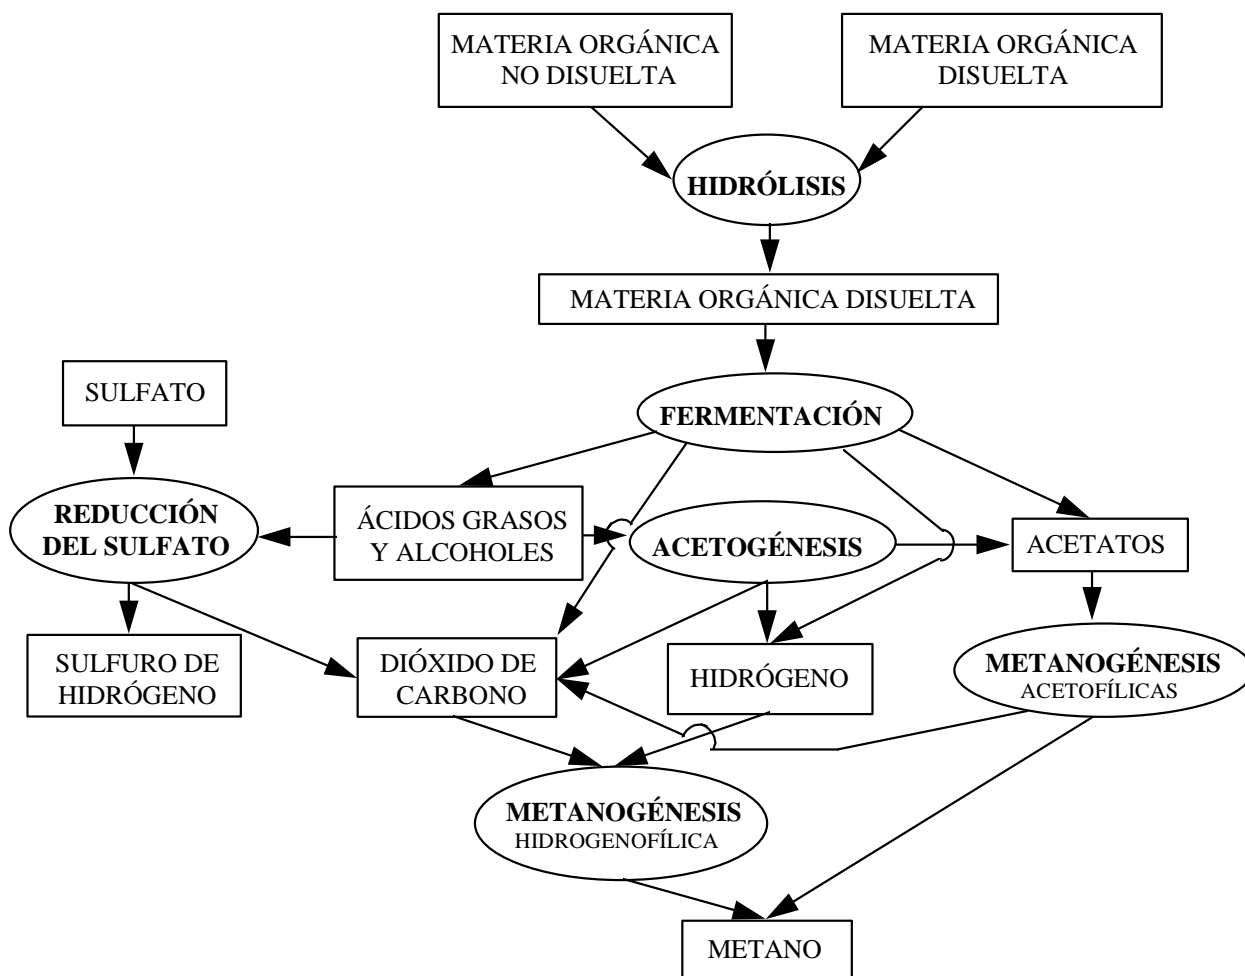 MATERIA ORGÁNICA
NO DISUELTA
MATERIA ORGÁNICA
DISUELTA
HIDRÓLISIS
MATERIA ORGÁNICA DISUELTA
SULFATO
FERMENTACIÓN
REDUCCIÓN
DEL SULFATO
ÁCIDOS GRASOS
Y ALCOHOLES
ACETOGÉNESIS
ACETATOS
SULFURO DE
HIDRÓGENO
DIÓXIDO DE
CARBONO
HIDRÓGENO
METANOGÉNESIS
ACETOFÍLICAS
METANOGÉNESIS
HIDROGENOFÍLICA
METANO